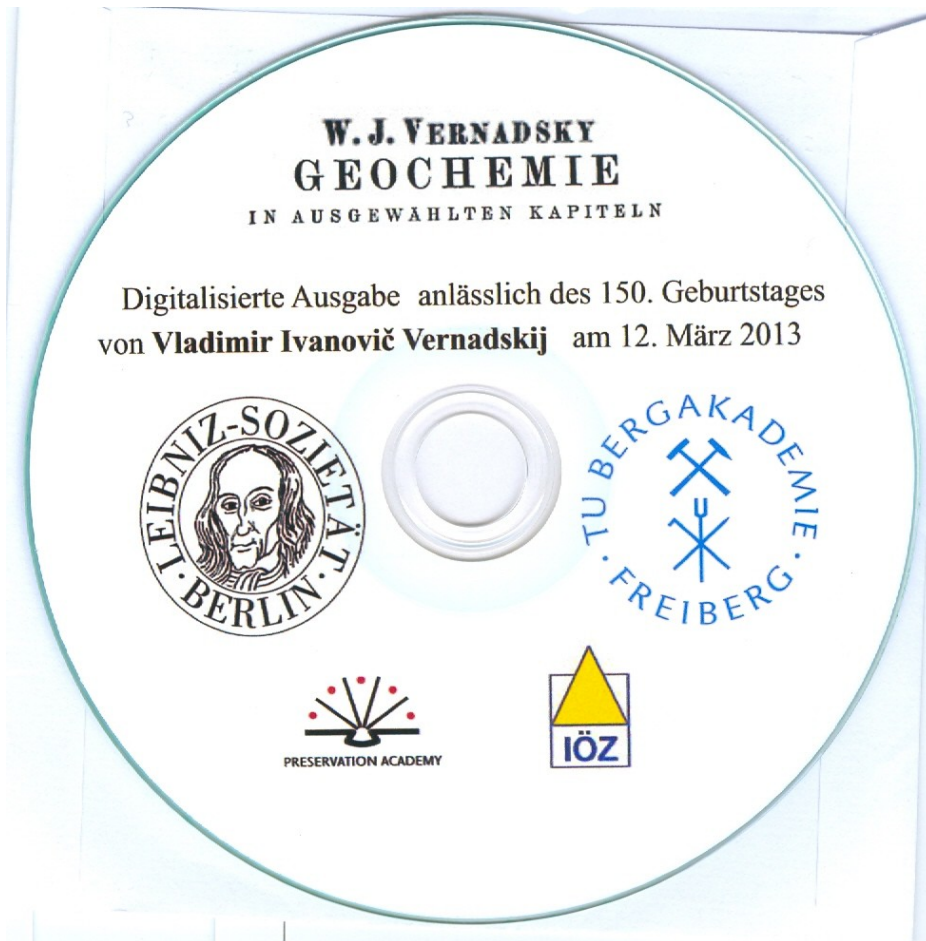 W. J. VERNADSKY
GEOCHEMIE
IN AUSGEWÄHLTEN KAPITELN
Digitalisierte Ausgabe anlässlich des 150. Geburtstages
von Vladimir Ivanovič Vernadskij am 12. März 2013
LEIBNIZ-SOZIETÄT · BERLIN ·
TU BERGAKADEMIE · FREIBERG ·
PRESERVATION ACADEMY
IÖZ